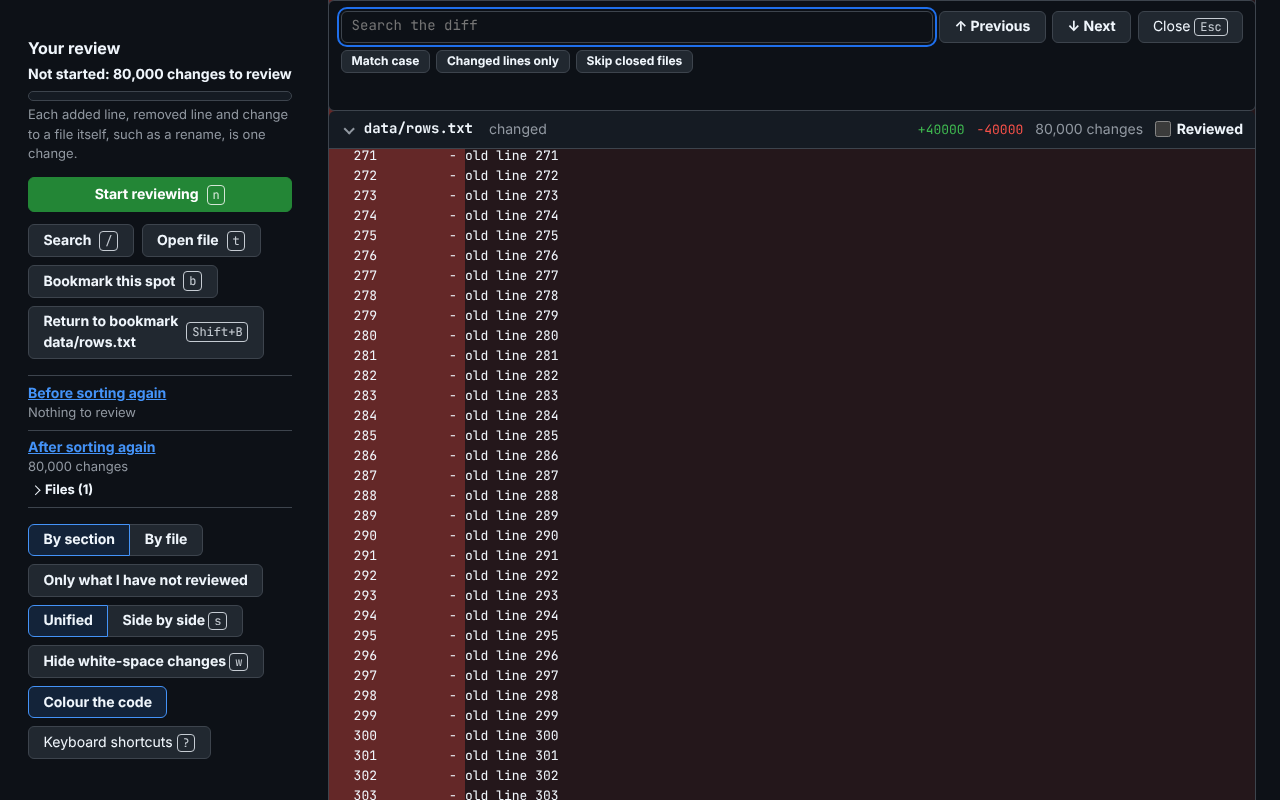 Your review
Not started: 80,000 changes to review
Each added line, removed line and change
to a file itself, such as a rename, is one
change.
Start reviewing n
Search / Open file t
Bookmark this spot b
Return to bookmark
data/rows.txt Shift+B
Before sorting again
Nothing to review
After sorting again
80,000 changes
Files (1)
By section By file
Only what I have not reviewed
Unified Side by side s
Hide white-space changes w
Colour the code
Keyboard shortcuts ?
Search the diff ↑ Previous ↓ Next Close Esc
Match case Changed lines only Skip closed files
data/rows.txt changed +40000 -40000 80,000 changes Reviewed
271 - old line 271
272 - old line 272
273 - old line 273
274 - old line 274
275 - old line 275
276 - old line 276
277 - old line 277
278 - old line 278
279 - old line 279
280 - old line 280
281 - old line 281
282 - old line 282
283 - old line 283
284 - old line 284
285 - old line 285
286 - old line 286
287 - old line 287
288 - old line 288
289 - old line 289
290 - old line 290
291 - old line 291
292 - old line 292
293 - old line 293
294 - old line 294
295 - old line 295
296 - old line 296
297 - old line 297
298 - old line 298
299 - old line 299
300 - old line 300
301 - old line 301
302 - old line 302
303 - old line 303